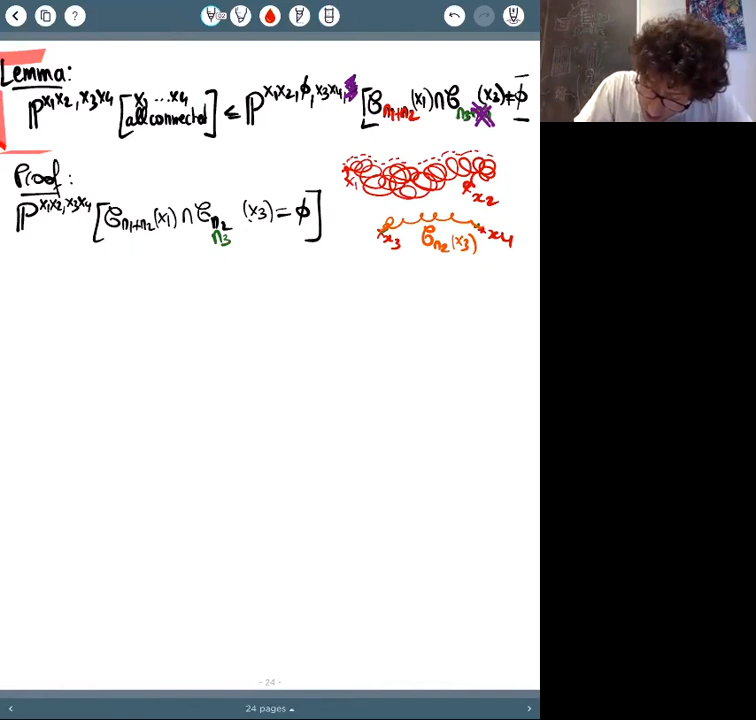 Lemma:
ℙ^{x₁x₂, x₃x₄} [x₁ ... x₄ all connected] ≤ ℙ^{x₁x₂, ∅, x₃x₄,} [𝒞_{n₁+n₂}(x₁) ∩ 𝒞_{n₃}(x₃) ≠ ∅
Proof:
ℙ^{x₁x₂, x₃x₄} [𝒞_{n₁+n₂}(x₁) ∩ 𝒞_{n₂}(x₃) = ∅]
n₃
x₁
x₂
x₃
𝒞_{n₂}(x₃)
x₄
- 24 -
24 pages